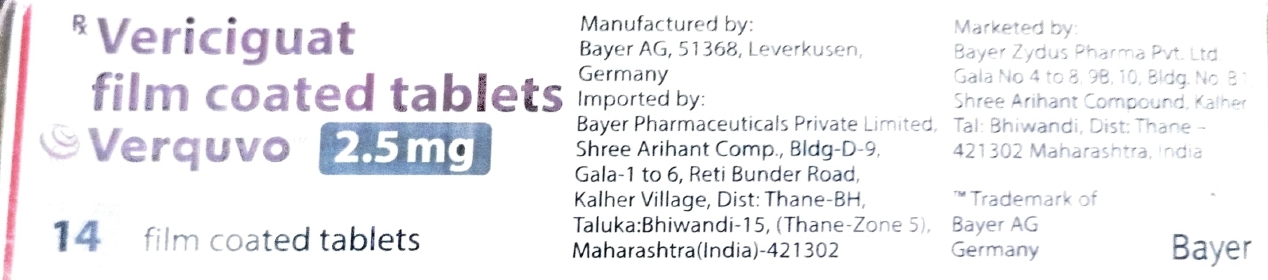 Rx Vericiguat
film coated tablets
Verquvo 2.5 mg
14 film coated tablets
Manufactured by:
Bayer AG, 51368, Leverkusen,
Germany
Imported by:
Bayer Pharmaceuticals Private Limited,
Shree Arihant Comp., Bldg-D-9,
Gala-1 to 6, Reti Bunder Road,
Kalher Village, Dist: Thane-BH,
Taluka:Bhiwandi-15, (Thane-Zone 5),
Maharashtra(India)-421302
Marketed by:
Bayer Zydus Pharma Pvt. Ltd
Gala No 4 to 8, 9B, 10, Bldg. No. B1
Shree Arihant Compound, Kalher
Tal: Bhiwandi, Dist: Thane -
421302 Maharashtra, India
™ Trademark of
Bayer AG
Germany
Bayer